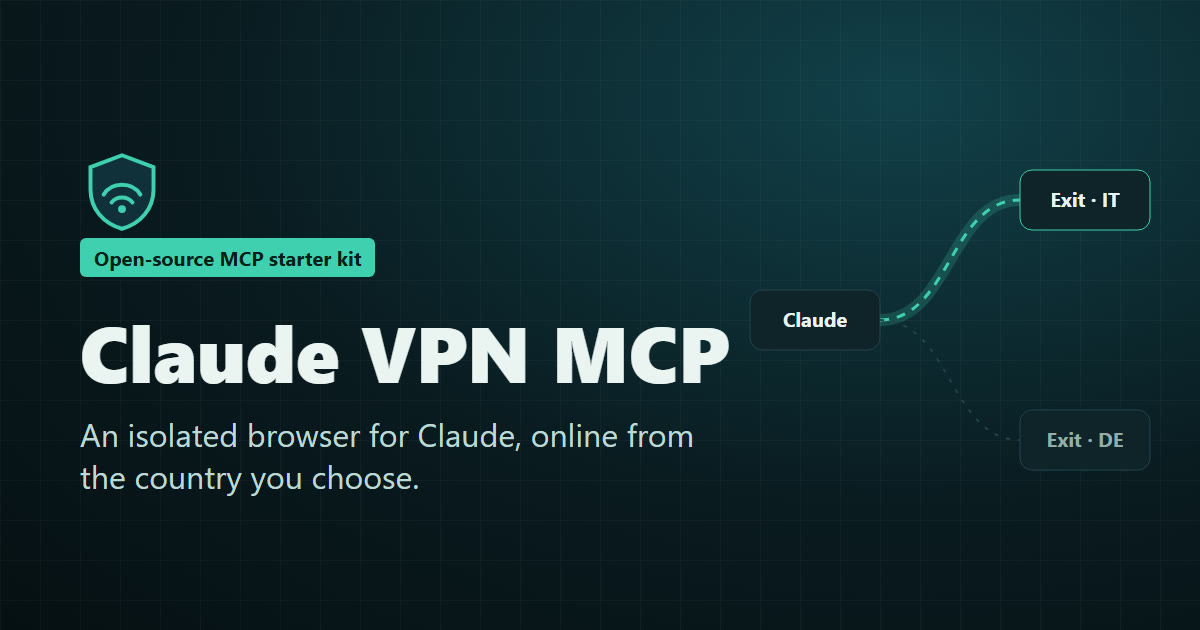 Open-source MCP starter kit
Claude VPN MCP
An isolated browser for Claude, online from
the country you choose.
Claude
Exit · IT
Exit · DE